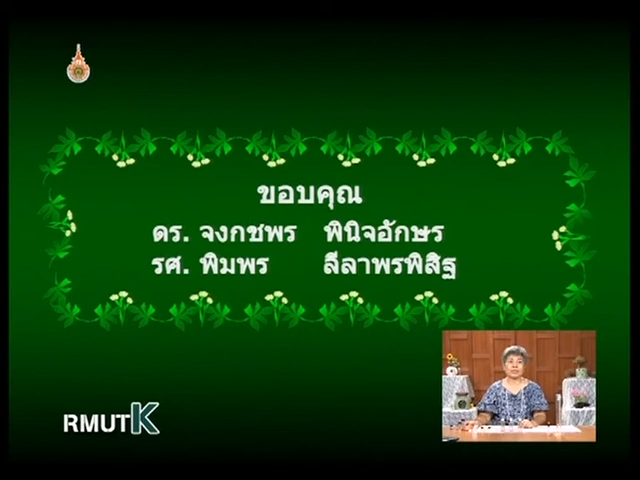 ขอบคุณ
ดร. จงกชพร พินิจอักษร
รศ. พิมพร ลีลาพรพิสิฐ
RMUTK